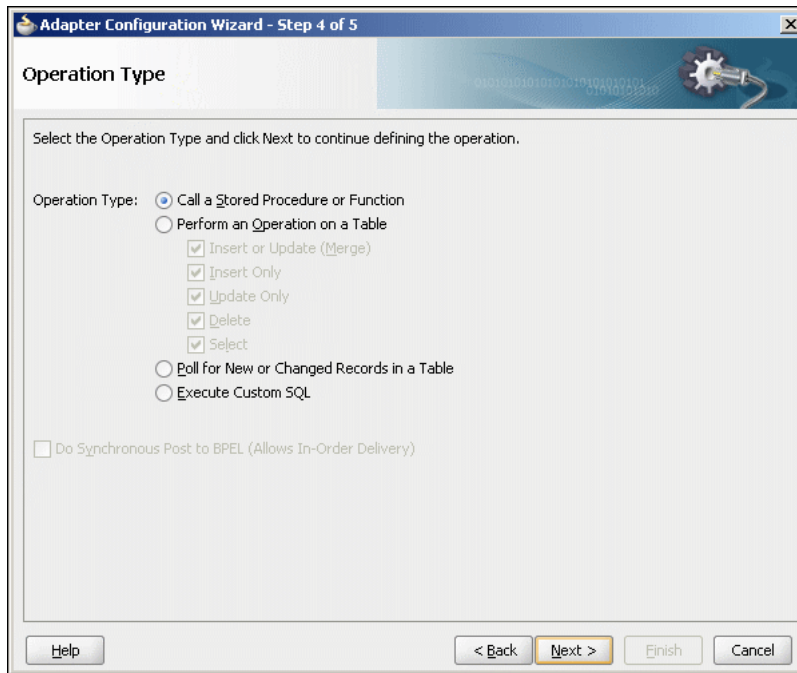 Adapter Configuration Wizard - Step 4 of 5
Operation Type
Select the Operation Type and click Next to continue defining the operation.
Operation Type: Call a Stored Procedure or Function
Perform an Operation on a Table
Insert or Update (Merge)
Insert Only
Update Only
Delete
Select
Poll for New or Changed Records in a Table
Execute Custom SQL
Do Synchronous Post to BPEL (Allows In-Order Delivery)
Help < Back Next > Finish Cancel